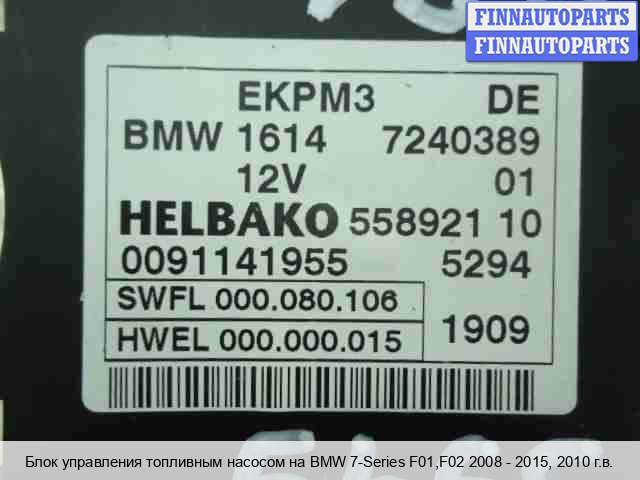 FINNAUTOPARTS
FINNAUTOPARTS
EKPM3 DE
BMW 1614 7240389
12V 01
HELBAKO 558921 10
0091141955 5294
SWFL 000.080.106
HWEL 000.000.015
1909
Блок управления топливным насосом на BMW 7-Series F01,F02 2008 - 2015, 2010 г.в.